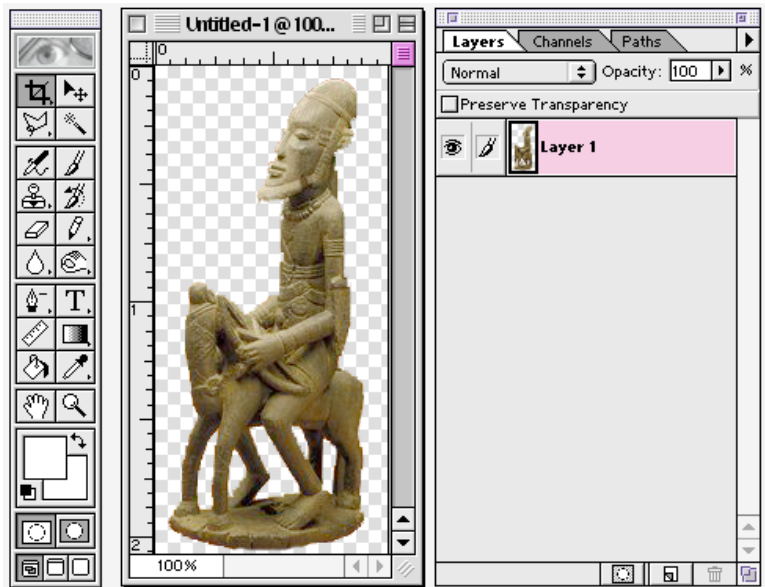 Untitled-1 @ 100...
0
0
1
2
100%
T
Layers
Channels
Paths
Normal
Opacity: 100 %
Preserve Transparency
Layer 1